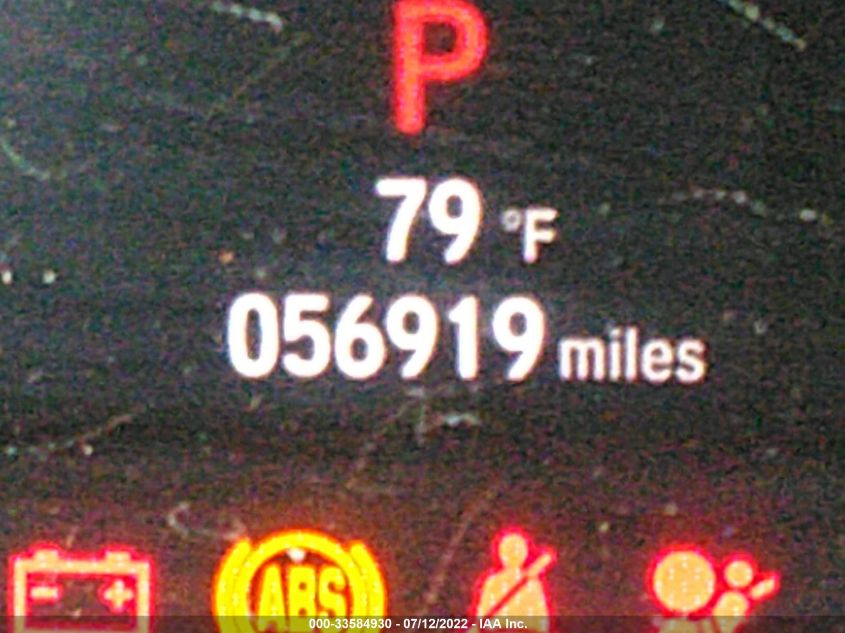 P
79 °F
056919 miles
ABS
000-33584930 - 07/12/2022 - IAA Inc.